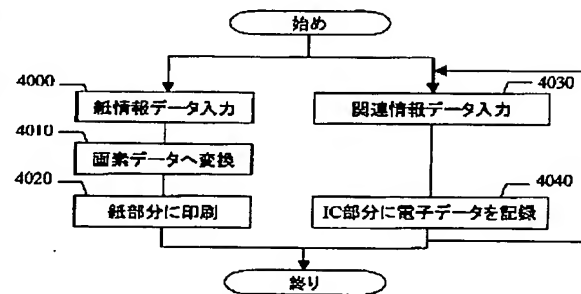 始め
4000
紙情報データ入力
4030
関連情報データ入力
4010
画素データへ変換
4020
紙部分に印刷
4040
IC部分に電子データを記録
終り